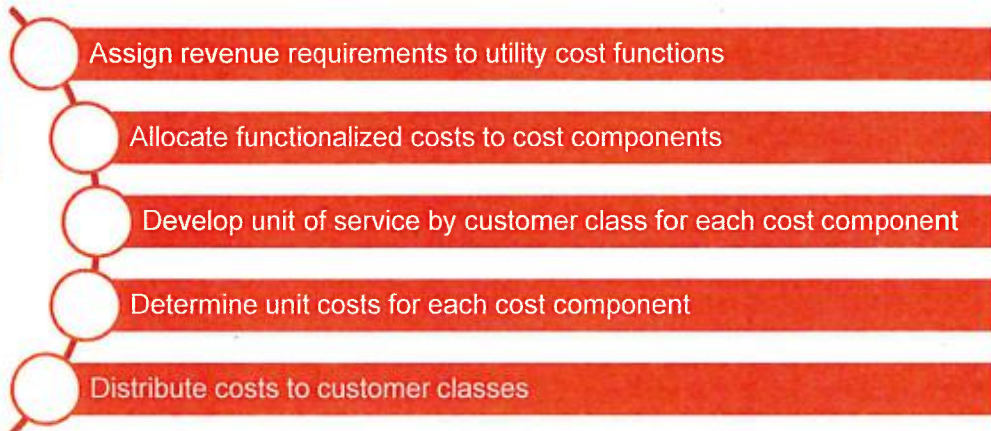 Assign revenue requirements to utility cost functions
Allocate functionalized costs to cost components
Develop unit of service by customer class for each cost component
Determine unit costs for each cost component
Distribute costs to customer classes